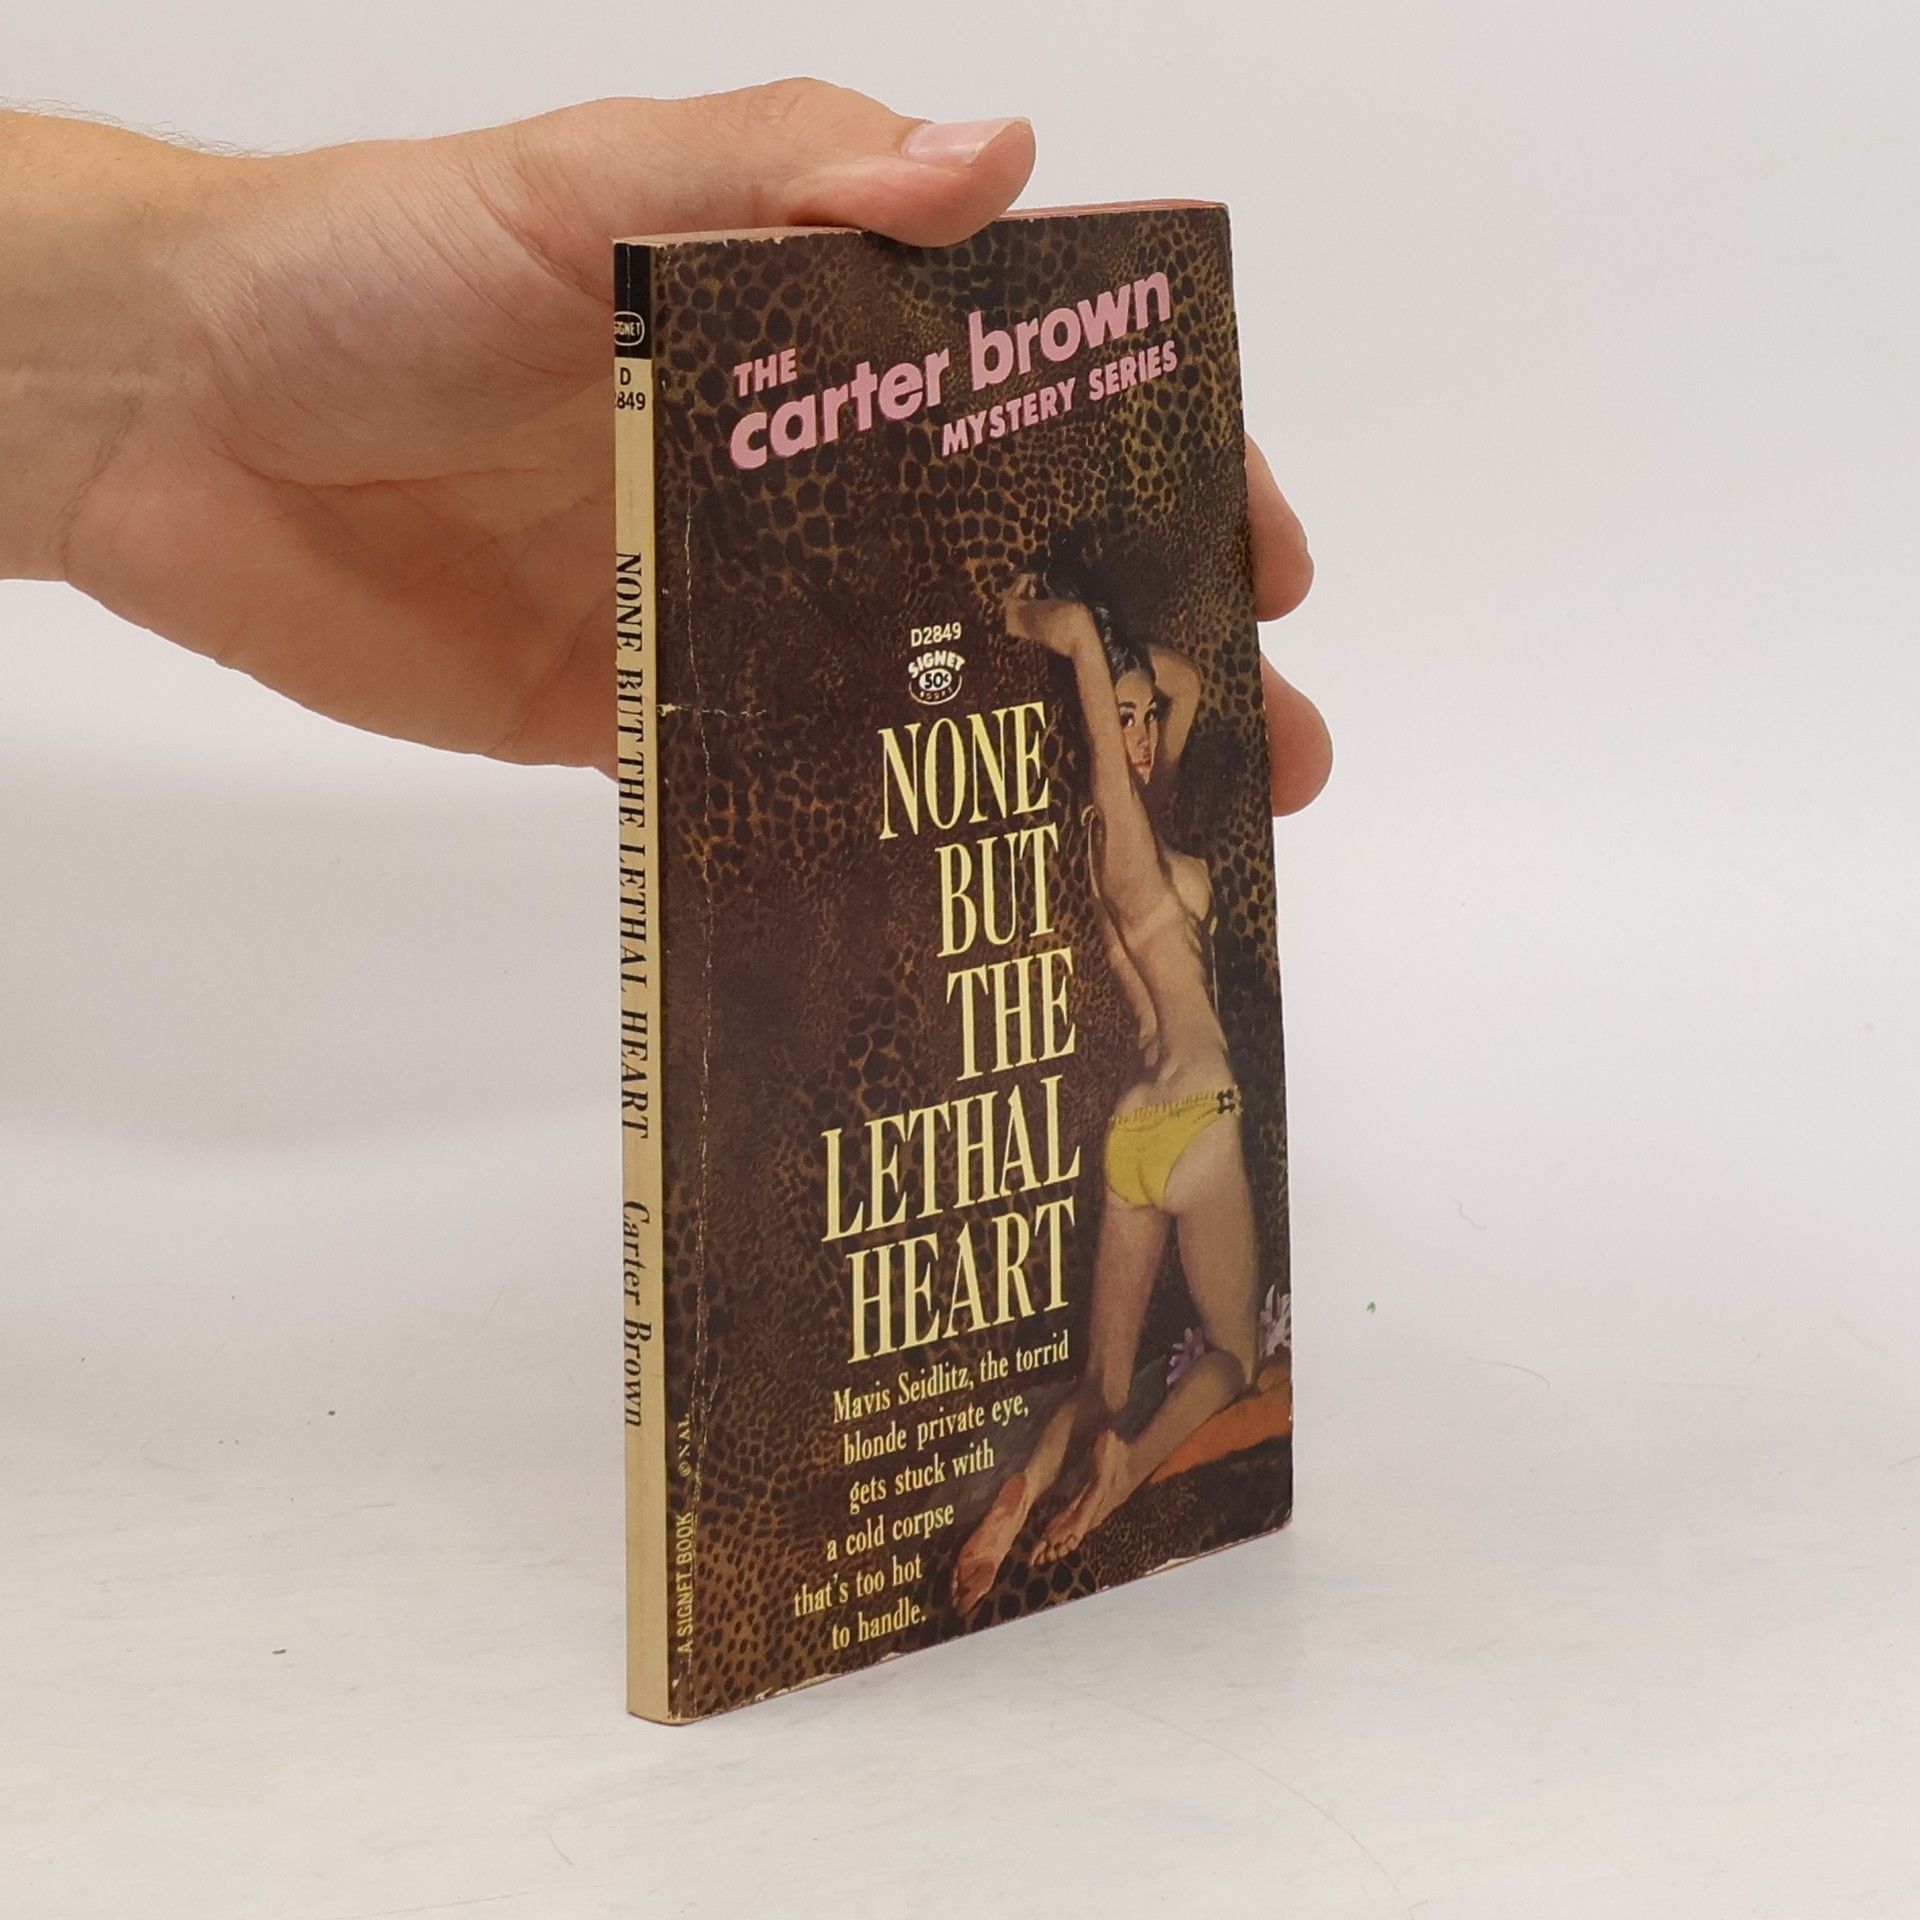 SIGNET
D
2849
NONE BUT THE LETHAL HEART Carter Brown
THE
carter brown
MYSTERY SERIES
D2849
SIGNET
50¢
BOOKS
NONE
BUT
THE
LETHAL
HEART
Mavis Seidlitz, the torrid
blonde private eye,
gets stuck with
a cold corpse
that's too hot
to handle.
A SIGNET BOOK © NAL